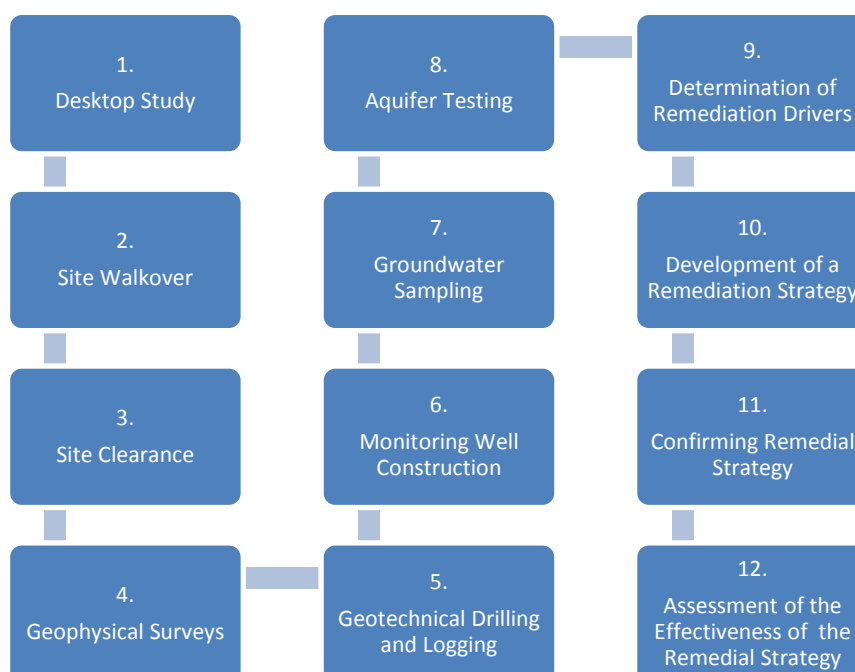 1.
Desktop Study
2.
Site Walkover
3.
Site Clearance
4.
Geophysical Surveys
5.
Geotechnical Drilling
and Logging
6.
Monitoring Well
Construction
7.
Groundwater
Sampling
8.
Aquifer Testing
9.
Determination of
Remediation Drivers
10.
Development of a
Remediation Strategy
11.
Confirming Remedial
Strategy
12.
Assessment of the
Effectiveness of the
Remedial Strategy